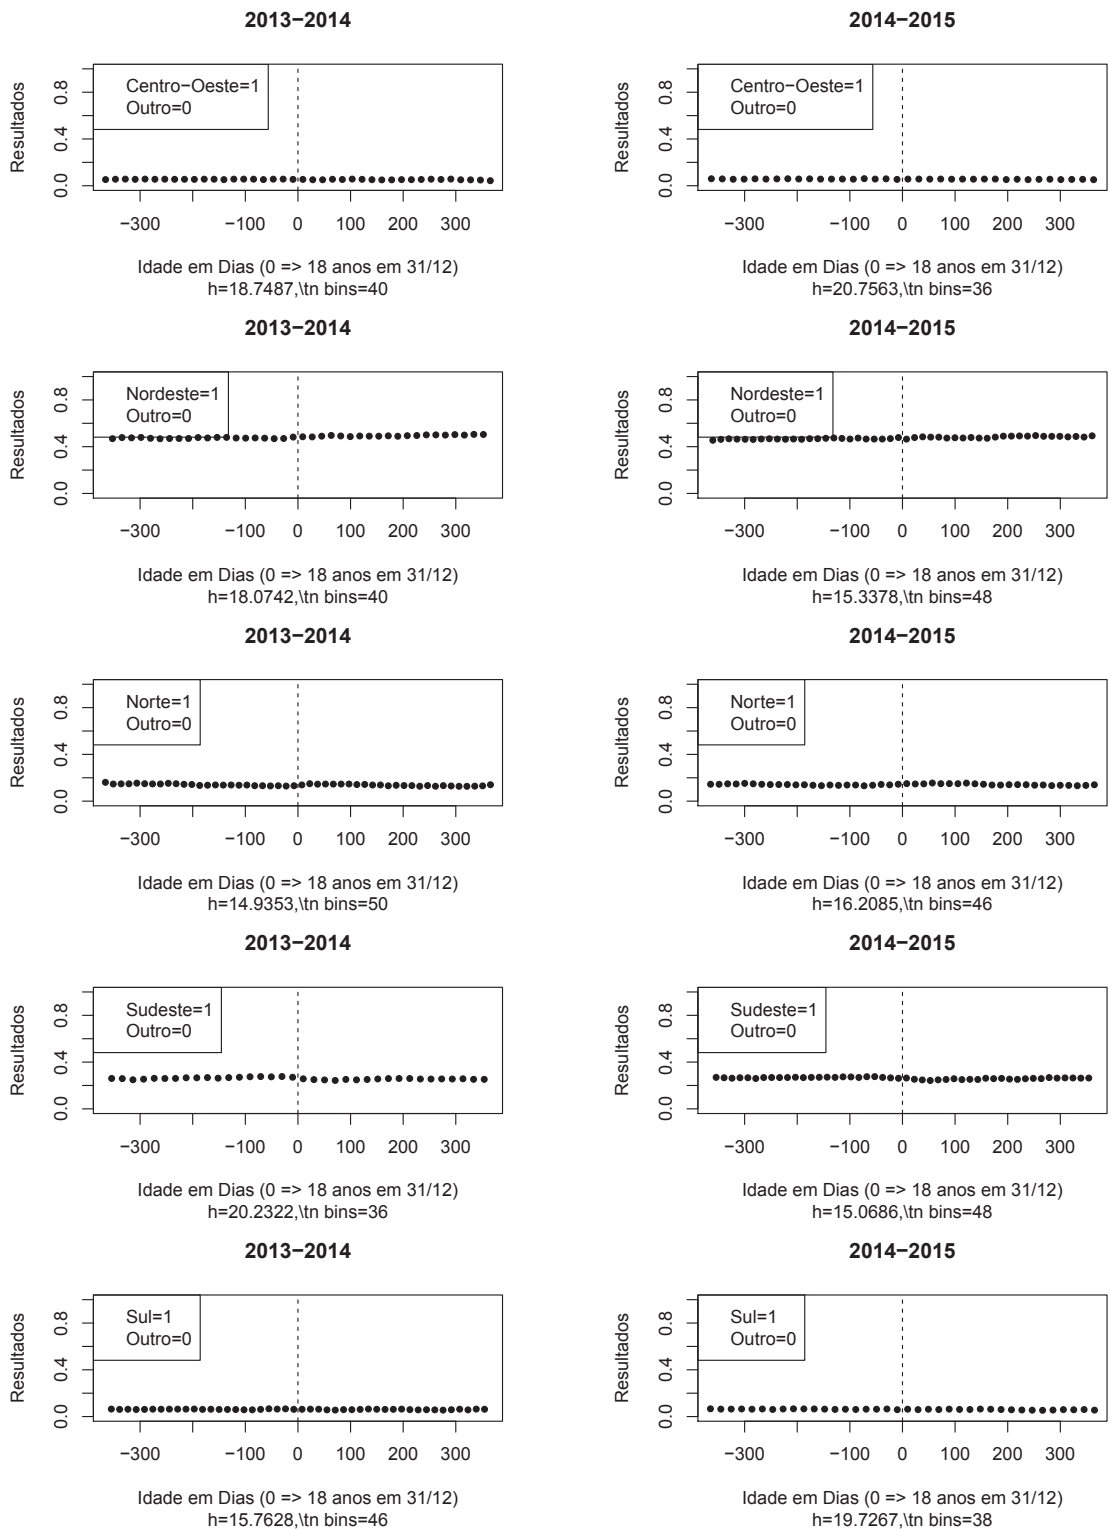 2013−2014
Resultados
0.0 0.4 0.8
Centro−Oeste=1
Outro=0
−300 −100 0 100 200 300
Idade em Dias (0 => 18 anos em 31/12)
h=18.7487,\tn bins=40
2014−2015
Resultados
0.0 0.4 0.8
Centro−Oeste=1
Outro=0
−300 −100 0 100 200 300
Idade em Dias (0 => 18 anos em 31/12)
h=20.7563,\tn bins=36
2013−2014
Resultados
0.0 0.4 0.8
Nordeste=1
Outro=0
−300 −100 0 100 200 300
Idade em Dias (0 => 18 anos em 31/12)
h=18.0742,\tn bins=40
2014−2015
Resultados
0.0 0.4 0.8
Nordeste=1
Outro=0
−300 −100 0 100 200 300
Idade em Dias (0 => 18 anos em 31/12)
h=15.3378,\tn bins=48
2013−2014
Resultados
0.0 0.4 0.8
Norte=1
Outro=0
−300 −100 0 100 200 300
Idade em Dias (0 => 18 anos em 31/12)
h=14.9353,\tn bins=50
2014−2015
Resultados
0.0 0.4 0.8
Norte=1
Outro=0
−300 −100 0 100 200 300
Idade em Dias (0 => 18 anos em 31/12)
h=16.2085,\tn bins=46
2013−2014
Resultados
0.0 0.4 0.8
Sudeste=1
Outro=0
−300 −100 0 100 200 300
Idade em Dias (0 => 18 anos em 31/12)
h=20.2322,\tn bins=36
2014−2015
Resultados
0.0 0.4 0.8
Sudeste=1
Outro=0
−300 −100 0 100 200 300
Idade em Dias (0 => 18 anos em 31/12)
h=15.0686,\tn bins=48
2013−2014
Resultados
0.0 0.4 0.8
Sul=1
Outro=0
−300 −100 0 100 200 300
Idade em Dias (0 => 18 anos em 31/12)
h=15.7628,\tn bins=46
2014−2015
Resultados
0.0 0.4 0.8
Sul=1
Outro=0
−300 −100 0 100 200 300
Idade em Dias (0 => 18 anos em 31/12)
h=19.7267,\tn bins=38